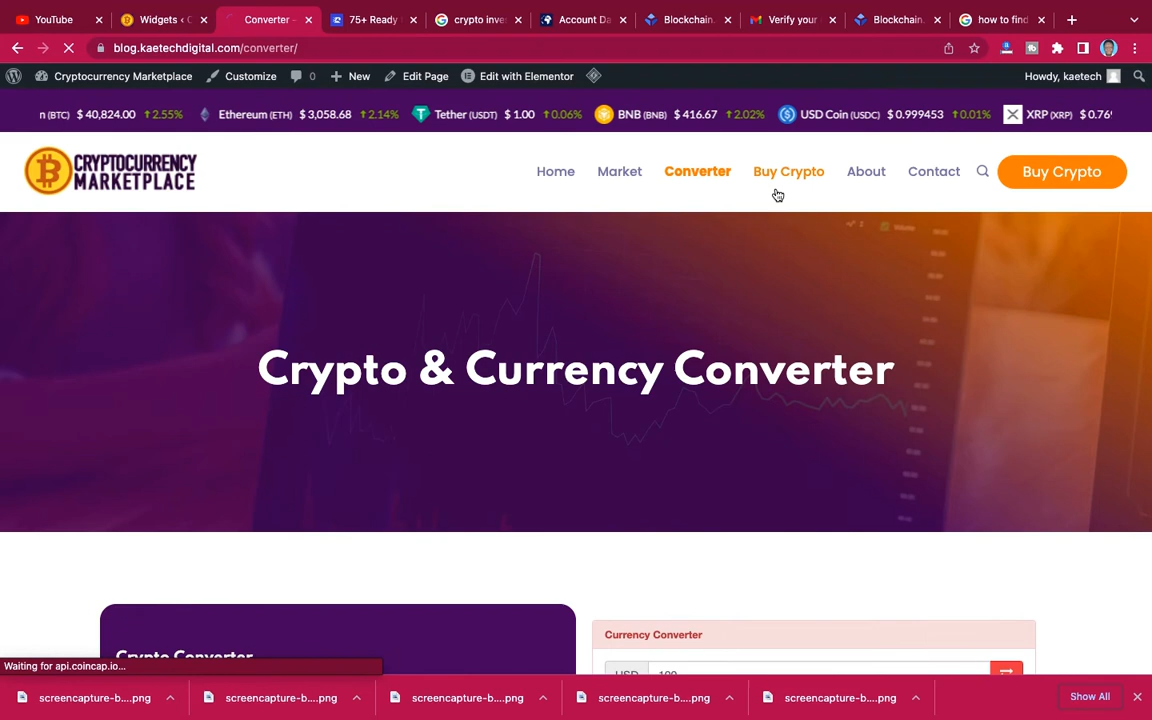 YouTube
Widgets ‹ C
Converter –
75+ Ready
crypto inve
Account Da
Blockchain.
Verify your
Blockchain.
how to find
blog.kaetechdigital.com/converter/
Cryptocurrency Marketplace
Customize
0
New
Edit Page
Edit with Elementor
Howdy, kaetech
n (BTC) $ 40,824.00 ↑2.55%
Ethereum (ETH) $ 3,058.68 ↑2.14%
Tether (USDT) $ 1.00 ↑0.06%
BNB (BNB) $ 416.67 ↑2.02%
USD Coin (USDC) $ 0.999453 ↑0.01%
XRP (XRP) $ 0.76
CRYPTOCURRENCY
MARKETPLACE
Home
Market
Converter
Buy Crypto
About
Contact
Buy Crypto
Crypto & Currency Converter
Crypto Converter
Currency Converter
USD
100
Waiting for api.coincap.io...
screencapture-b....png
screencapture-b....png
screencapture-b....png
screencapture-b....png
screencapture-b....png
Show All